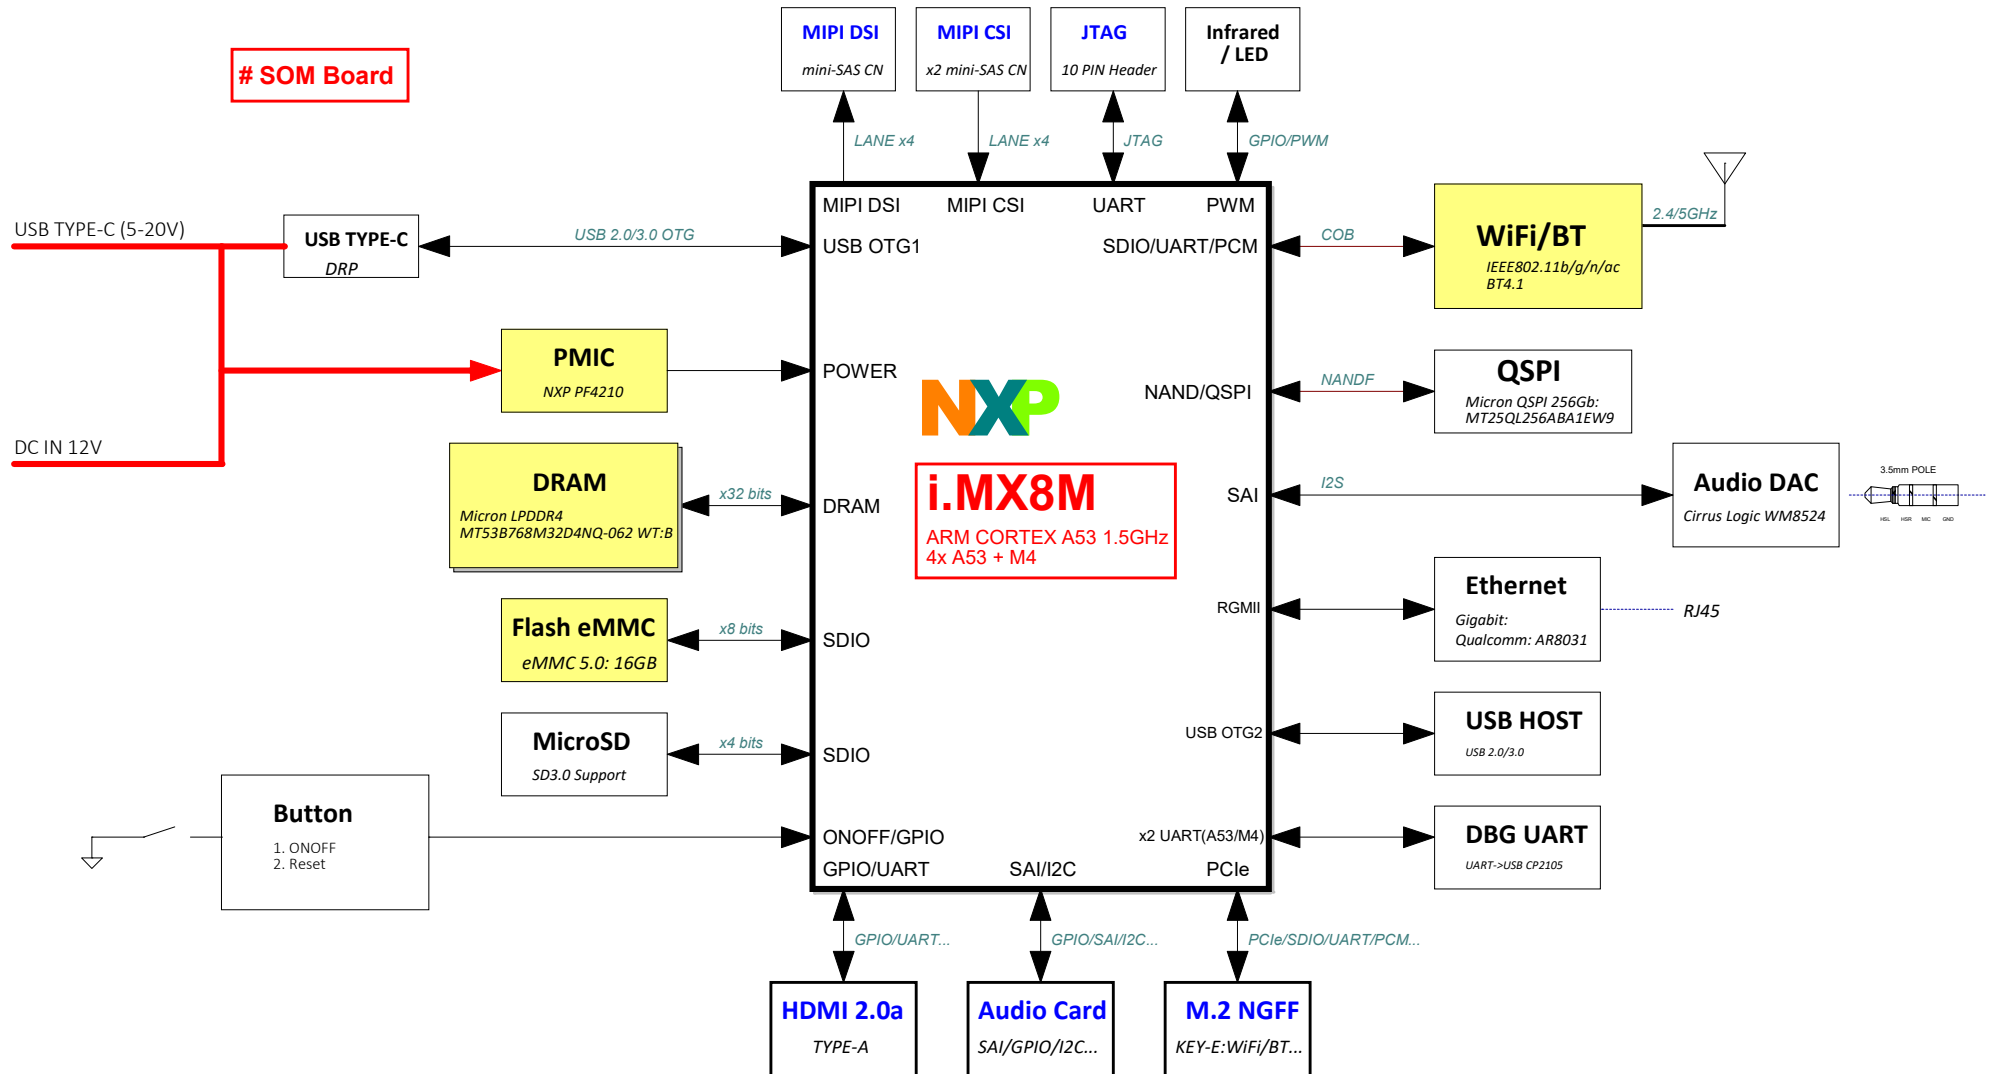 # SOM Board
MIPI DSI
mini-SAS CN
MIPI CSI
x2 mini-SAS CN
JTAG
10 PIN Header
Infrared
/ LED
LANE x4
LANE x4
JTAG
GPIO/PWM
MIPI DSI
MIPI CSI
UART
PWM
USB TYPE-C (5-20V)
USB TYPE-C
DRP
USB 2.0/3.0 OTG
USB OTG1
SDIO/UART/PCM
COB
WiFi/BT
IEEE802.11b/g/n/ac
BT4.1
2.4/5GHz
PMIC
NXP PF4210
POWER
NXP
NAND/QSPI
NANDF
QSPI
Micron QSPI 256Gb:
MT25QL256ABA1EW9
DC IN 12V
DRAM
Micron LPDDR4
MT53B768M32D4NQ-062 WT:B
x32 bits
DRAM
i.MX8M
ARM CORTEX A53 1.5GHz
4x A53 + M4
SAI
I2S
Audio DAC
Cirrus Logic WM8524
3.5mm POLE
HSL
HSR
MIC
GND
Flash eMMC
eMMC 5.0: 16GB
x8 bits
SDIO
RGMII
Ethernet
Gigabit:
Qualcomm: AR8031
RJ45
MicroSD
SD3.0 Support
x4 bits
SDIO
USB OTG2
USB HOST
USB 2.0/3.0
Button
1. ONOFF
2. Reset
ONOFF/GPIO
x2 UART(A53/M4)
DBG UART
UART->USB CP2105
GPIO/UART
SAI/I2C
PCIe
GPIO/UART...
GPIO/SAI/I2C...
PCIe/SDIO/UART/PCM...
HDMI 2.0a
TYPE-A
Audio Card
SAI/GPIO/I2C...
M.2 NGFF
KEY-E:WiFi/BT...